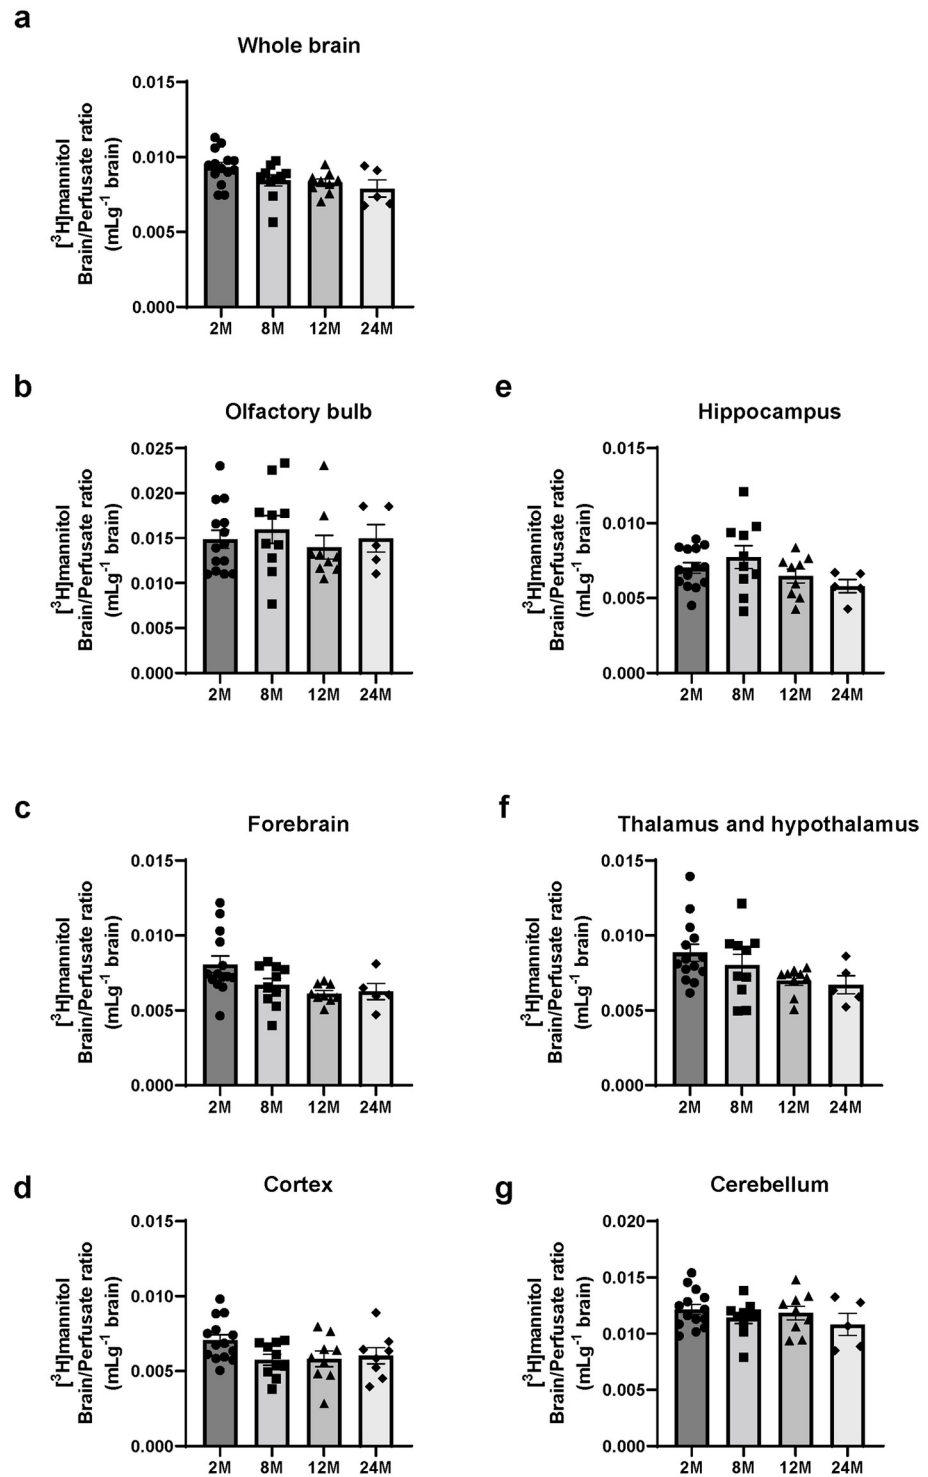 a
Whole brain
[³H]mannitol
Brain/Perfusate ratio
(mLg⁻¹ brain)
0.015
0.010
0.005
0.000
2M 8M 12M 24M
b
Olfactory bulb
[³H]mannitol
Brain/Perfusate ratio
(mLg⁻¹ brain)
0.025
0.020
0.015
0.010
0.005
0.000
2M 8M 12M 24M
e
Hippocampus
[³H]mannitol
Brain/Perfusate ratio
(mLg⁻¹ brain)
0.015
0.010
0.005
0.000
2M 8M 12M 24M
c
Forebrain
[³H]mannitol
Brain/Perfusate ratio
(mLg⁻¹ brain)
0.015
0.010
0.005
0.000
2M 8M 12M 24M
f
Thalamus and hypothalamus
[³H]mannitol
Brain/Perfusate ratio
(mLg⁻¹ brain)
0.015
0.010
0.005
0.000
2M 8M 12M 24M
d
Cortex
[³H]mannitol
Brain/Perfusate ratio
(mLg⁻¹ brain)
0.015
0.010
0.005
0.000
2M 8M 12M 24M
g
Cerebellum
[³H]mannitol
Brain/Perfusate ratio
(mLg⁻¹ brain)
0.020
0.015
0.010
0.005
0.000
2M 8M 12M 24M